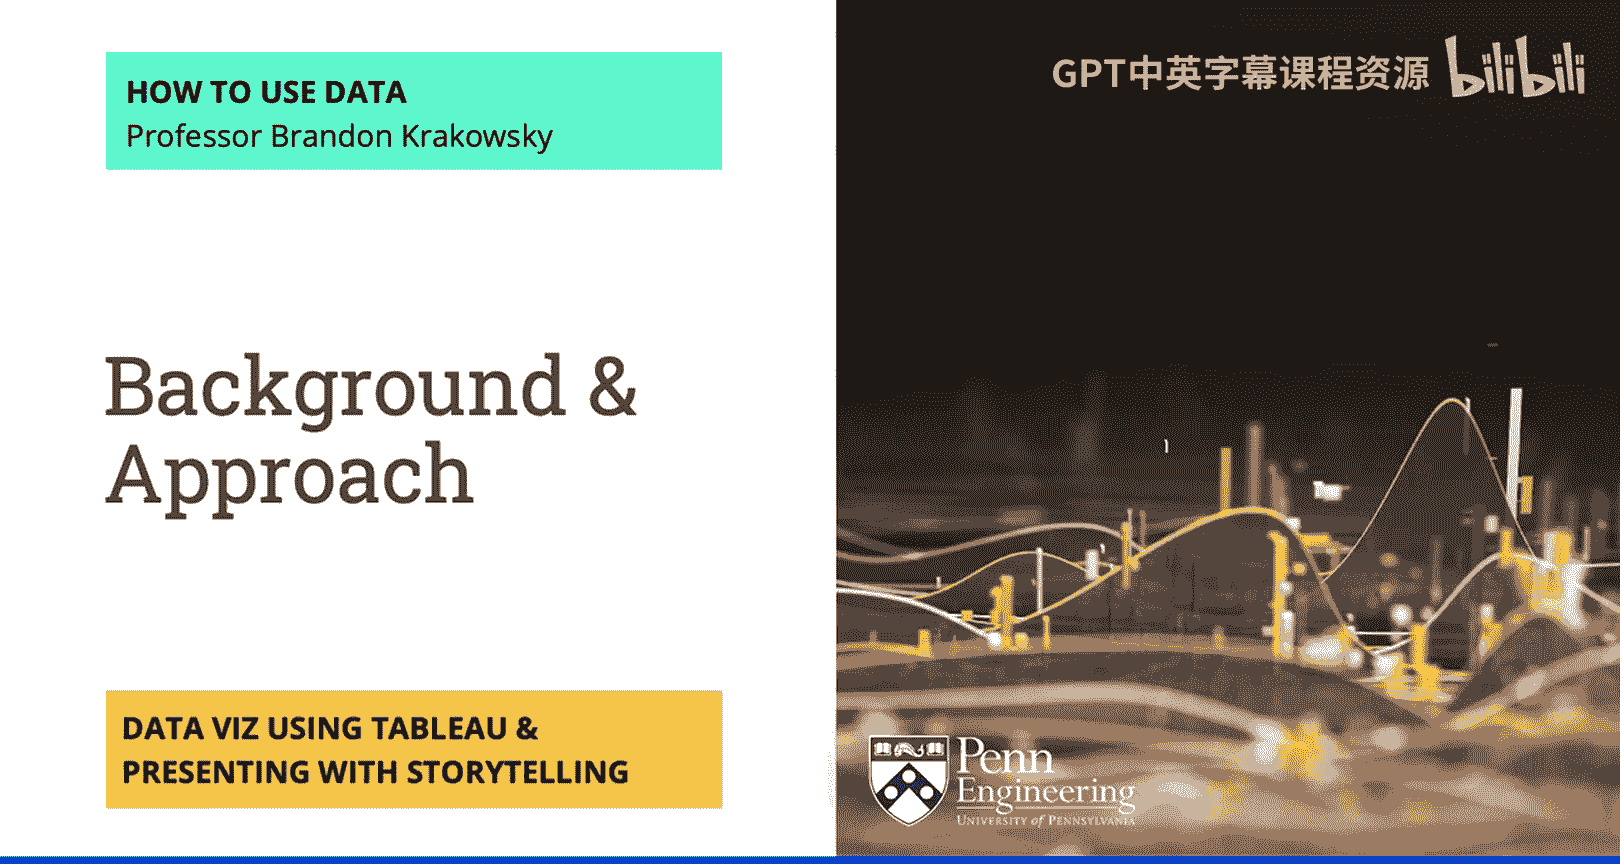 HOW TO USE DATA
Professor Brandon Krakowsky
Background &
Approach
DATA VIZ USING TABLEAU &
PRESENTING WITH STORYTELLING
GPT中英字幕课程资源 bilibili
Penn
Engineering
UNIVERSITY of PENNSYLVANIA